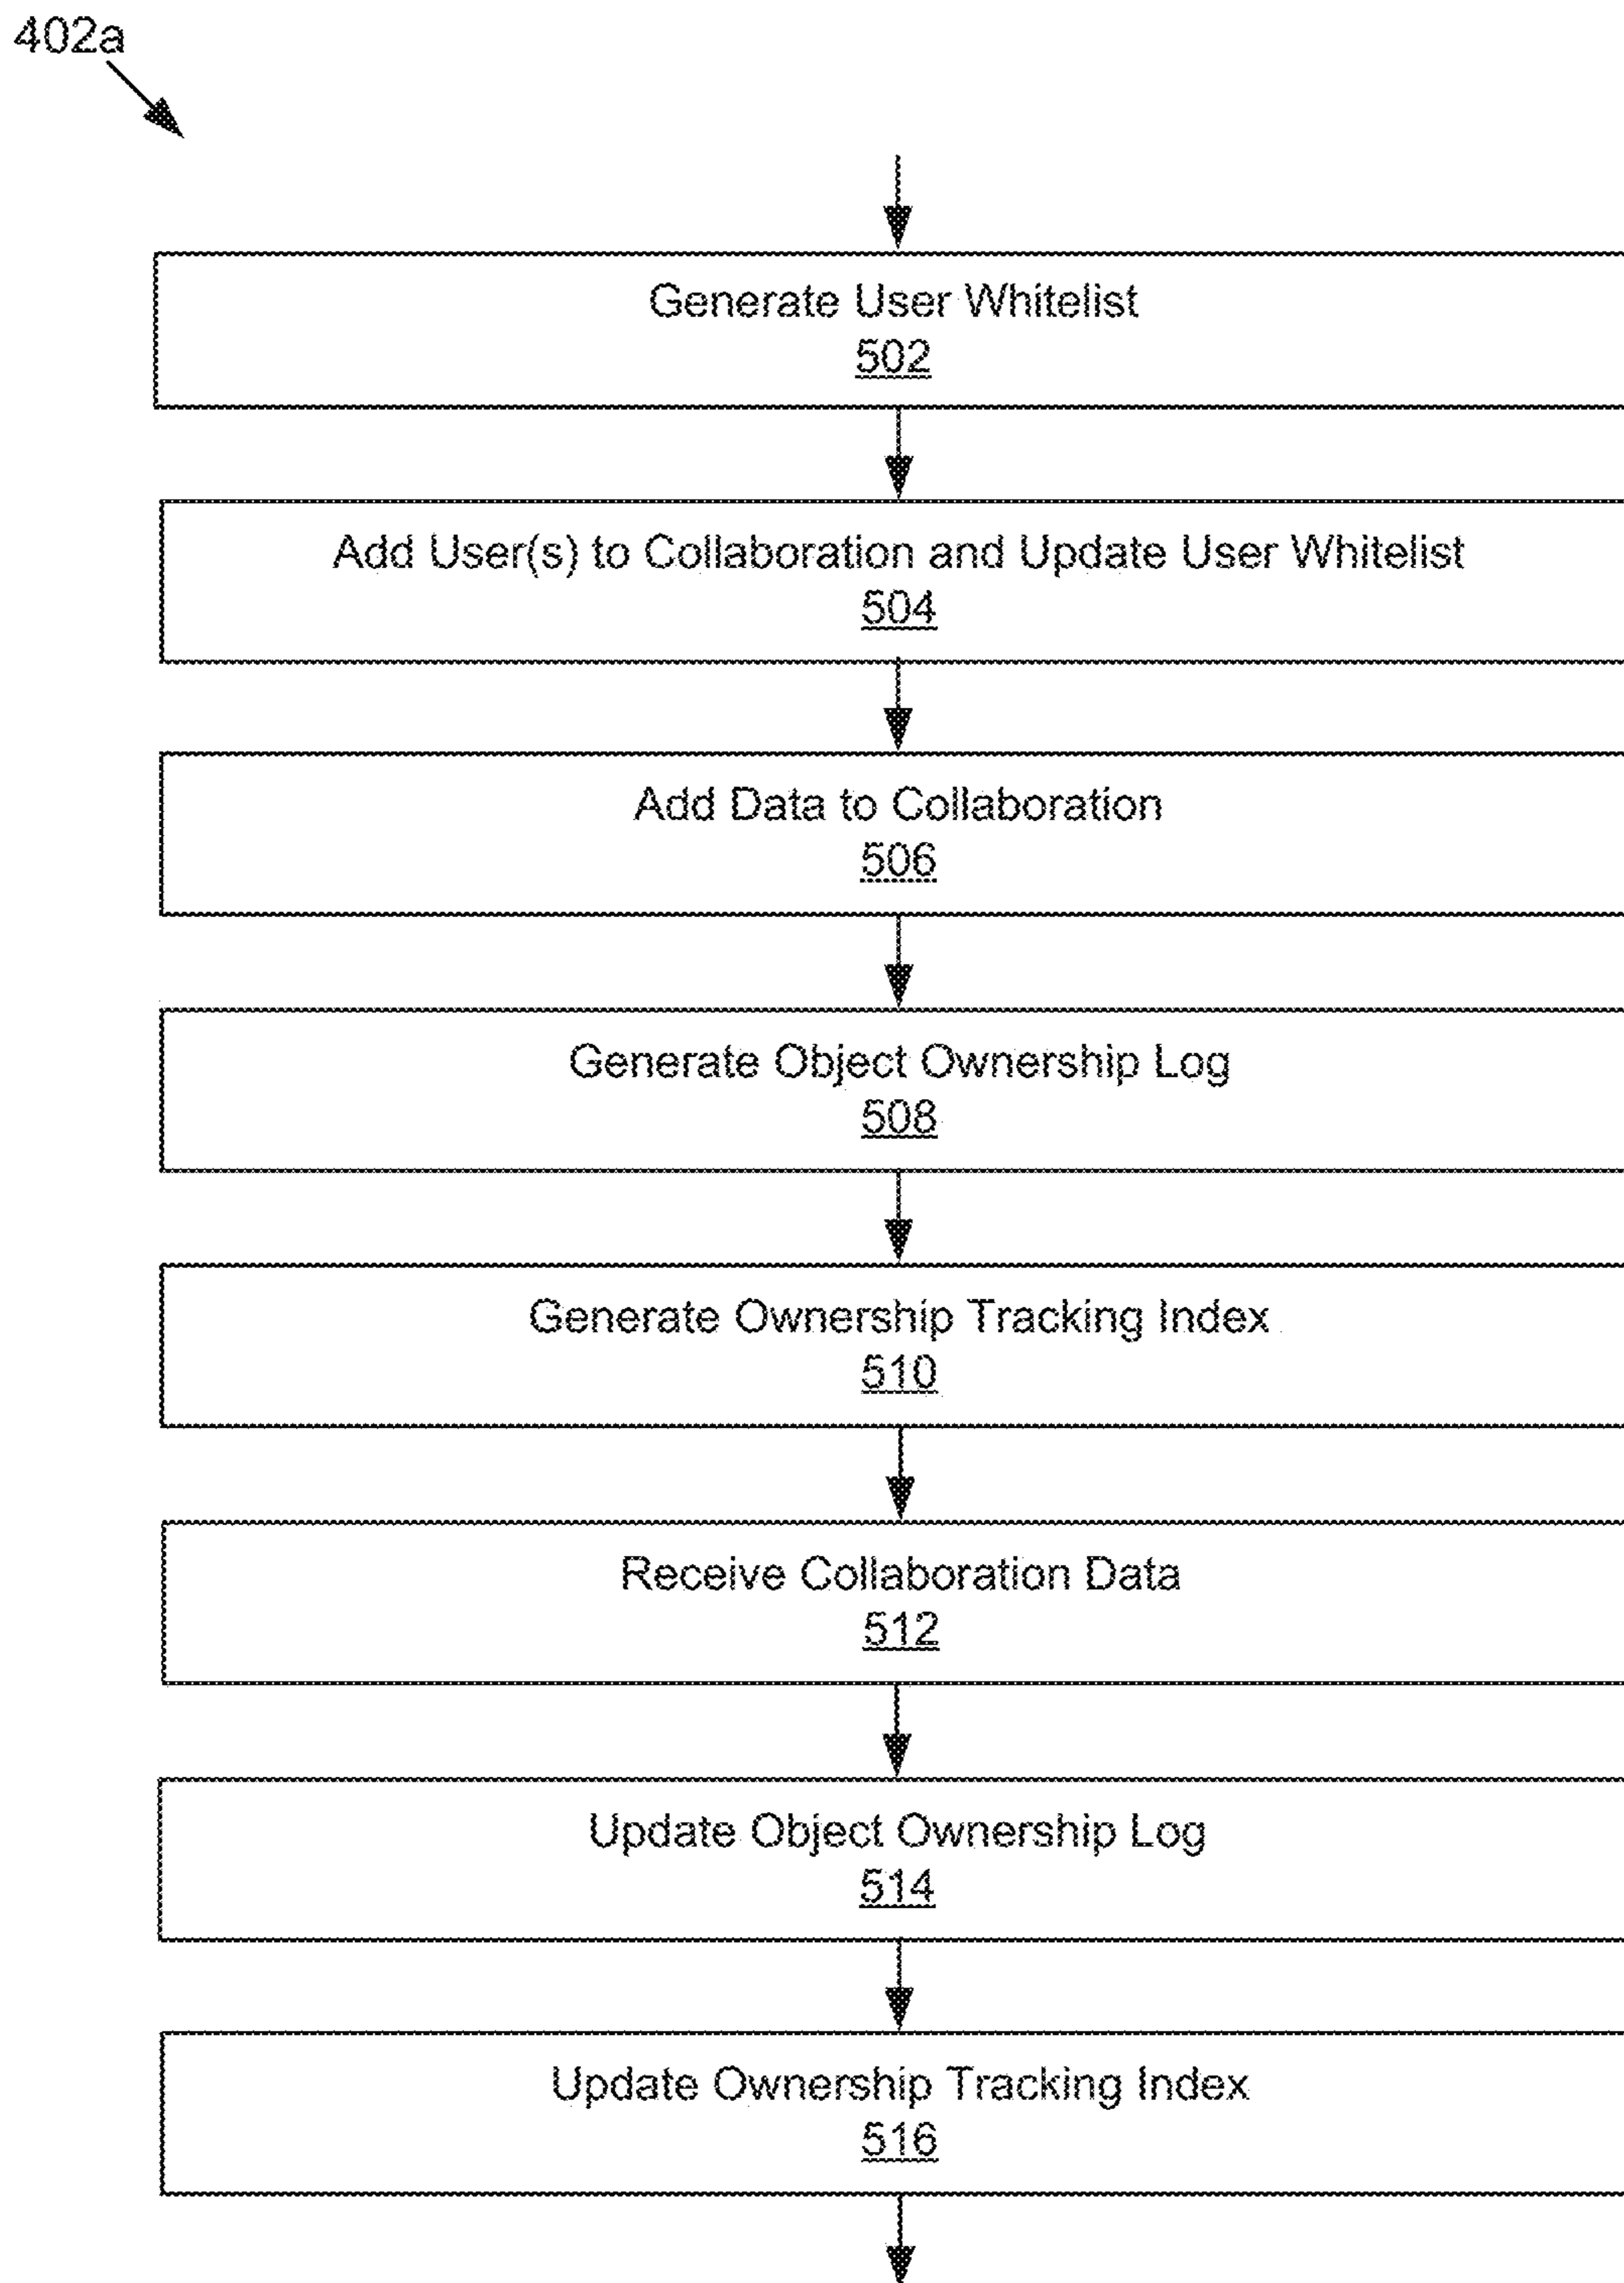 402a
Generate User Whitelist
502
Add User(s) to Collaboration and Update User Whitelist
504
Add Data to Collaboration
506
Generate Object Ownership Log
508
Generate Ownership Tracking Index
510
Receive Collaboration Data
512
Update Object Ownership Log
514
Update Ownership Tracking Index
516